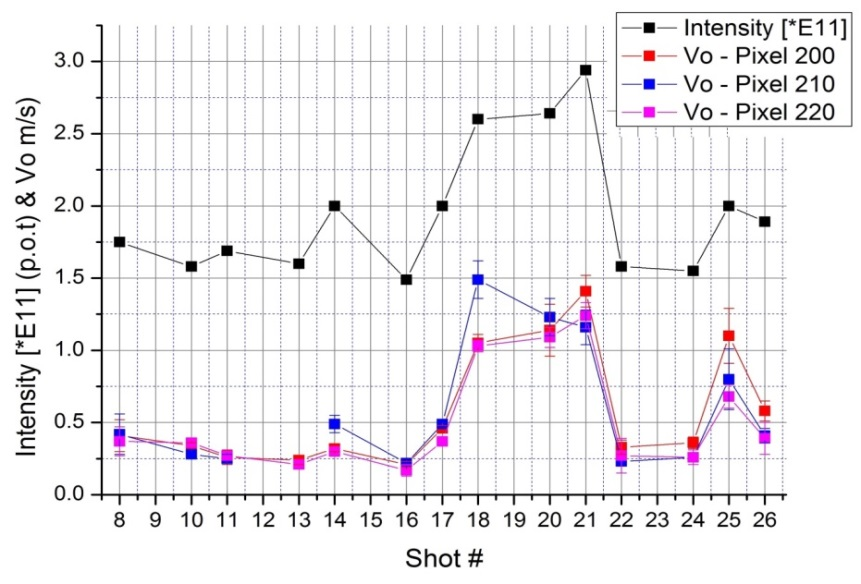 Intensity [*E11]
Vo - Pixel 200
Vo - Pixel 210
Vo - Pixel 220
Intensity [*E11] (p.o.t) & Vo m/s)
3.0
2.5
2.0
1.5
1.0
0.5
0.0
8 9 10 11 12 13 14 15 16 17 18 19 20 21 22 23 24 25 26
Shot #